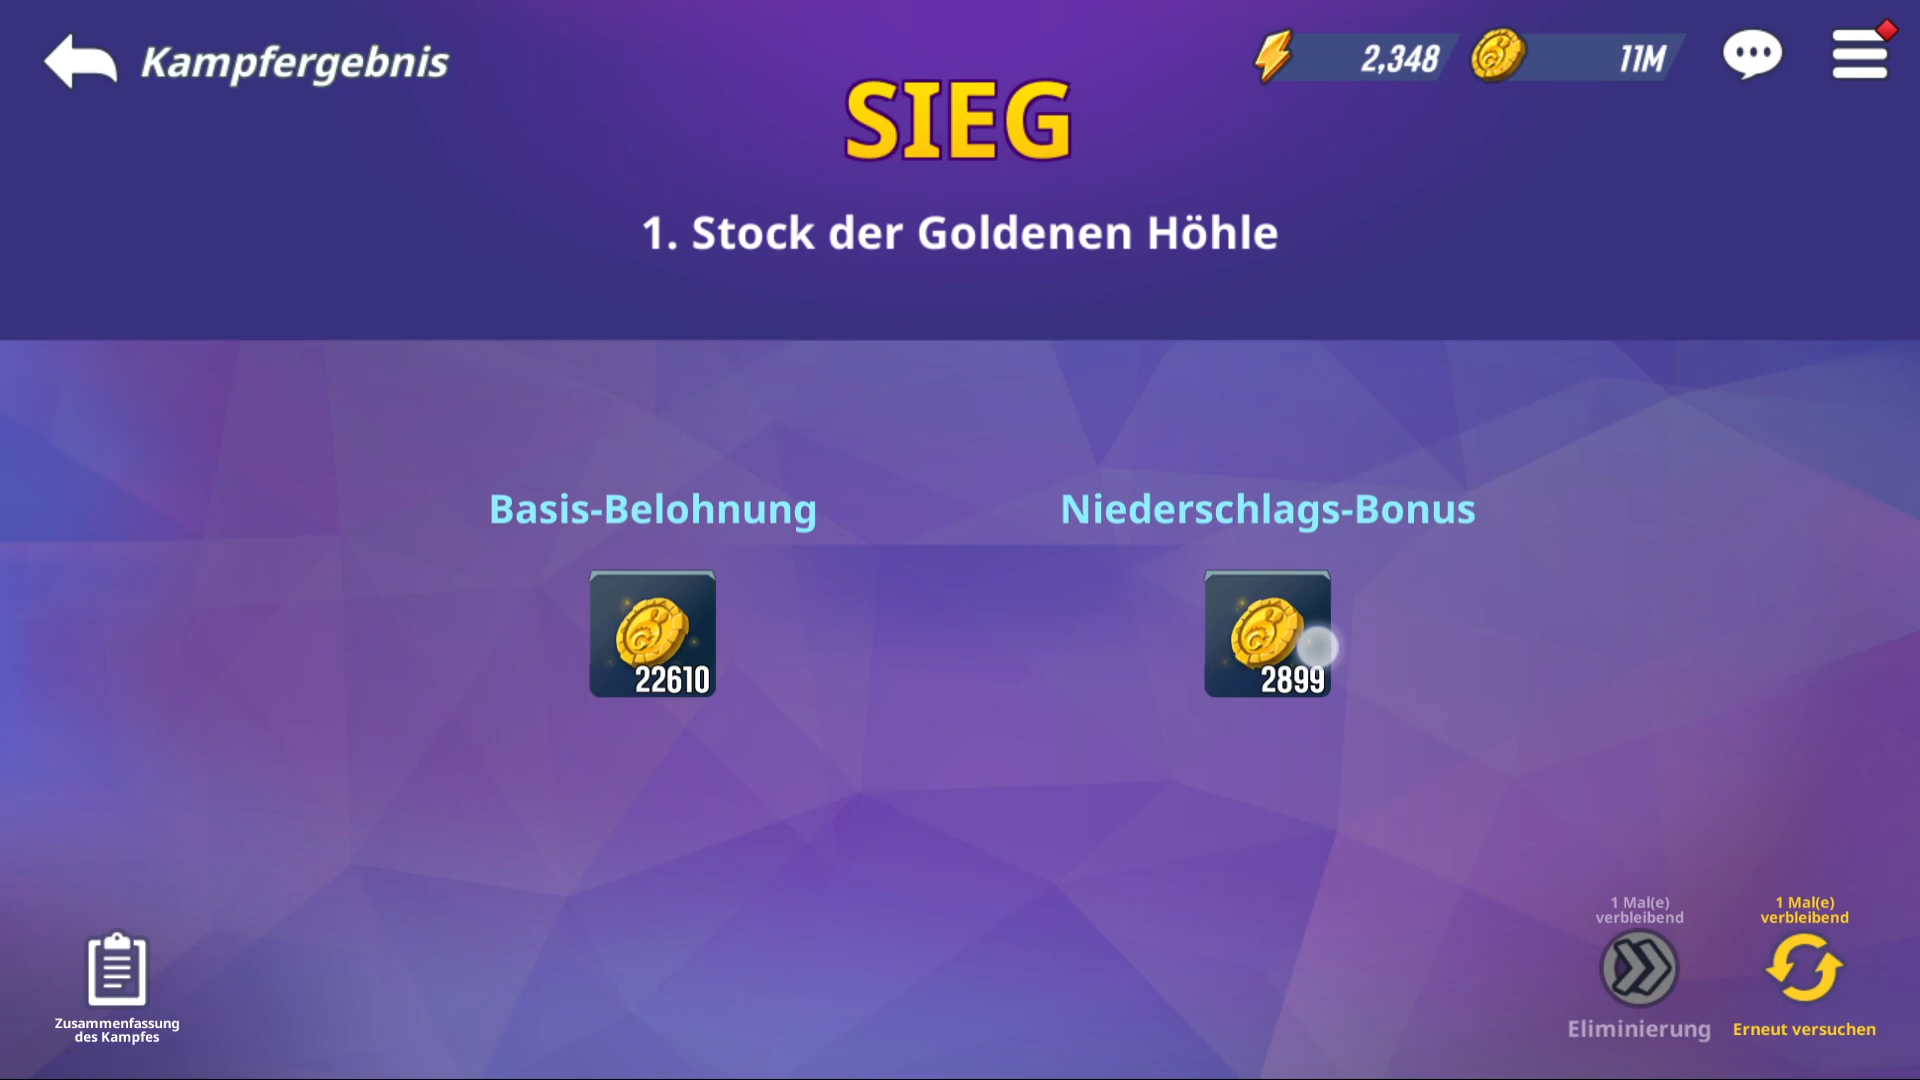 Kampfergebnis
2,348
11M
SIEG
1. Stock der Goldenen Höhle
Basis-Belohnung
Niederschlags-Bonus
22610
2899
1 Mal(e)
verbleibend
1 Mal(e)
verbleibend
Zusammenfassung
des Kampfes
Eliminierung
Erneut versuchen